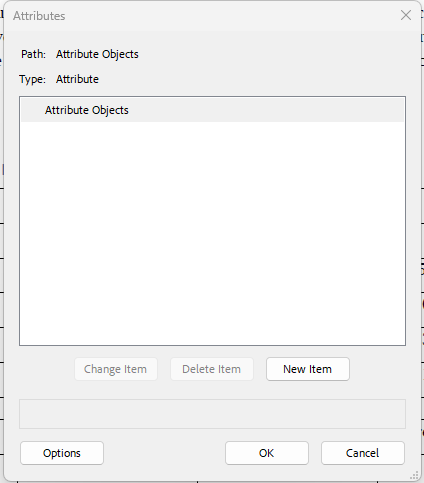 Attributes
Path: Attribute Objects
Type: Attribute
Attribute Objects
Change Item Delete Item New Item
Options OK Cancel